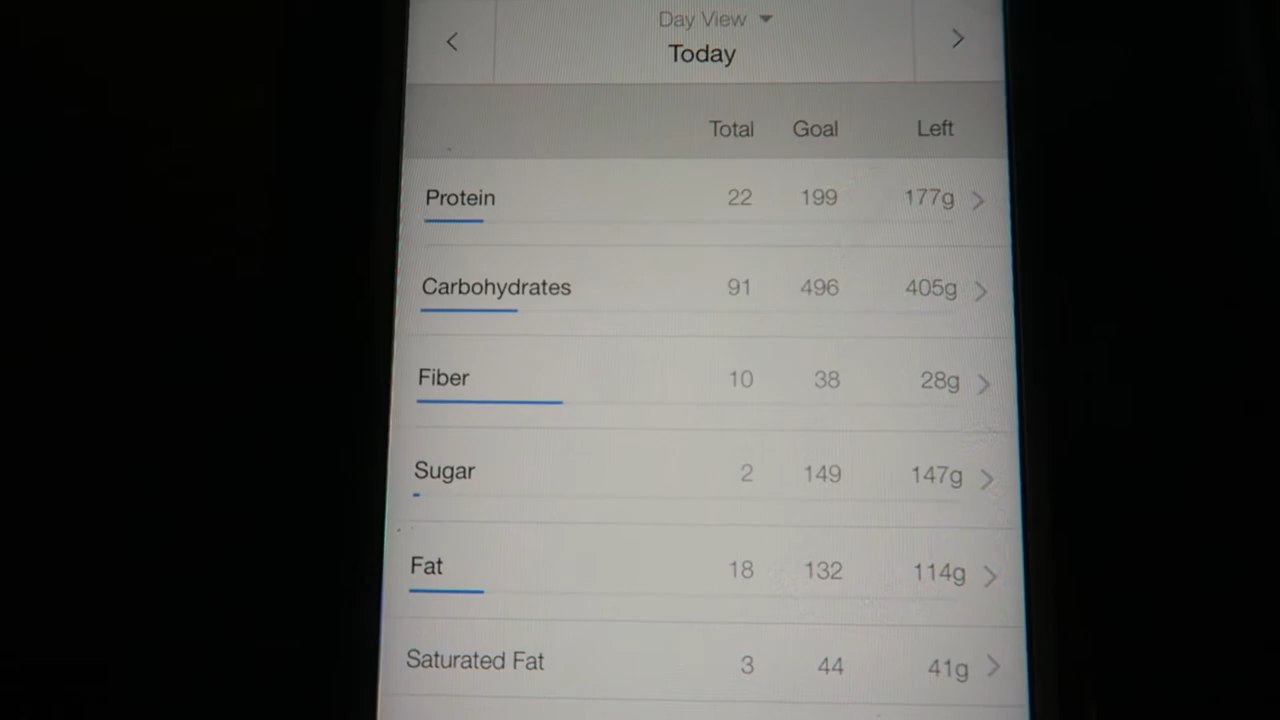 Day View
Today
Total Goal Left
Protein 22 199 177g
Carbohydrates 91 496 405g
Fiber 10 38 28g
Sugar 2 149 147g
Fat 18 132 114g
Saturated Fat 3 44 41g